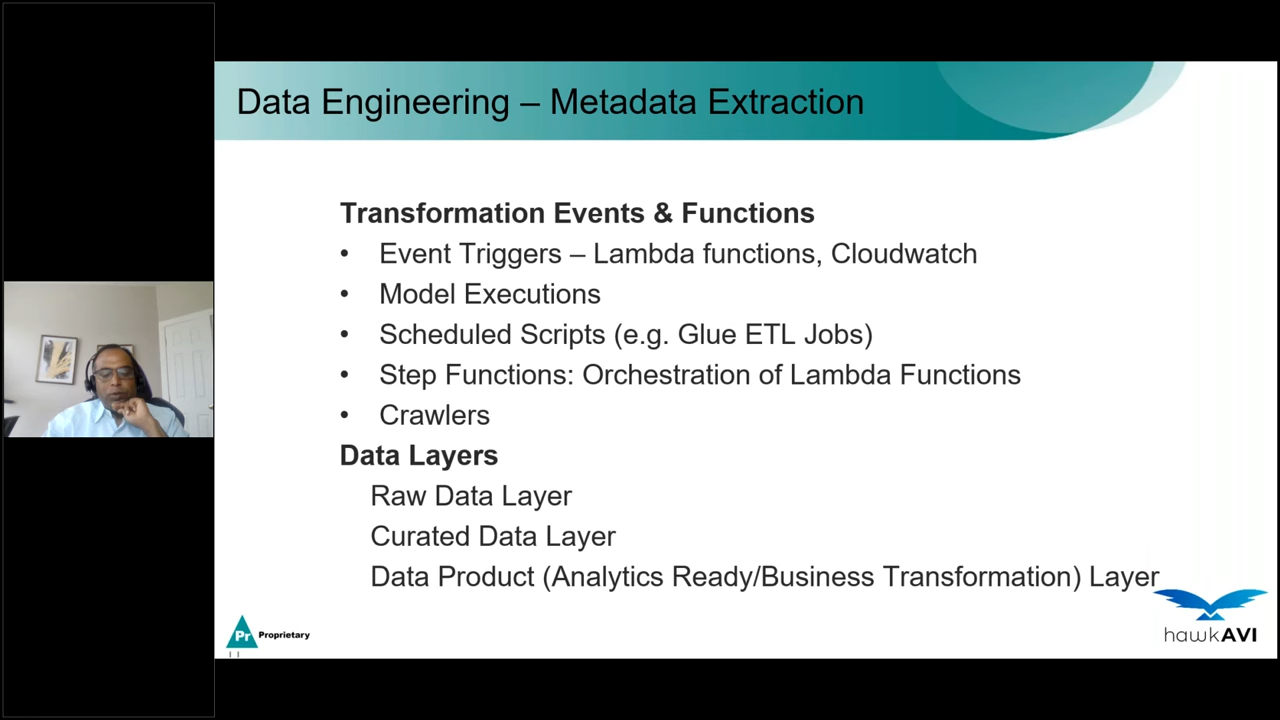 Data Engineering – Metadata Extraction
Transformation Events & Functions
• Event Triggers – Lambda functions, Cloudwatch
• Model Executions
• Scheduled Scripts (e.g. Glue ETL Jobs)
• Step Functions: Orchestration of Lambda Functions
• Crawlers
Data Layers
Raw Data Layer
Curated Data Layer
Data Product (Analytics Ready/Business Transformation) Layer
Pr Proprietary
hawkAVI